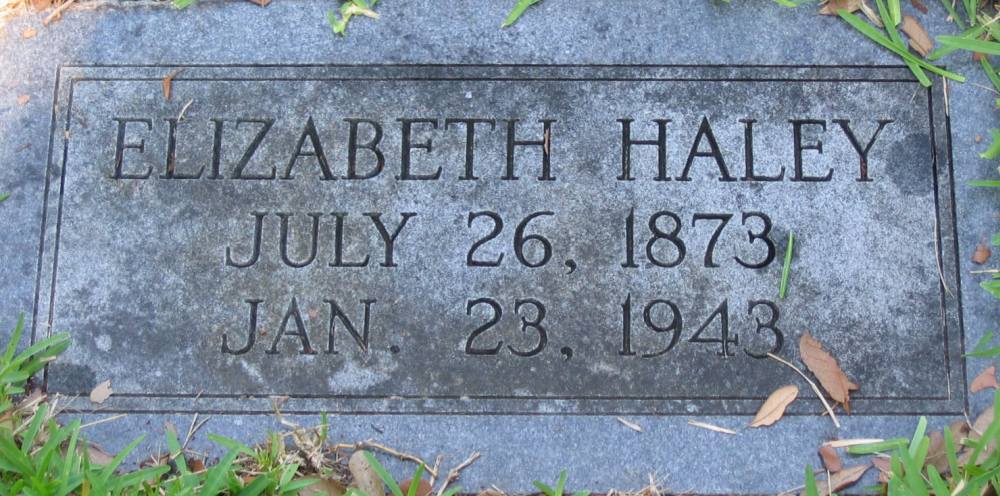 ELIZABETH HALEY
JULY 26, 1873
JAN. 23, 1943